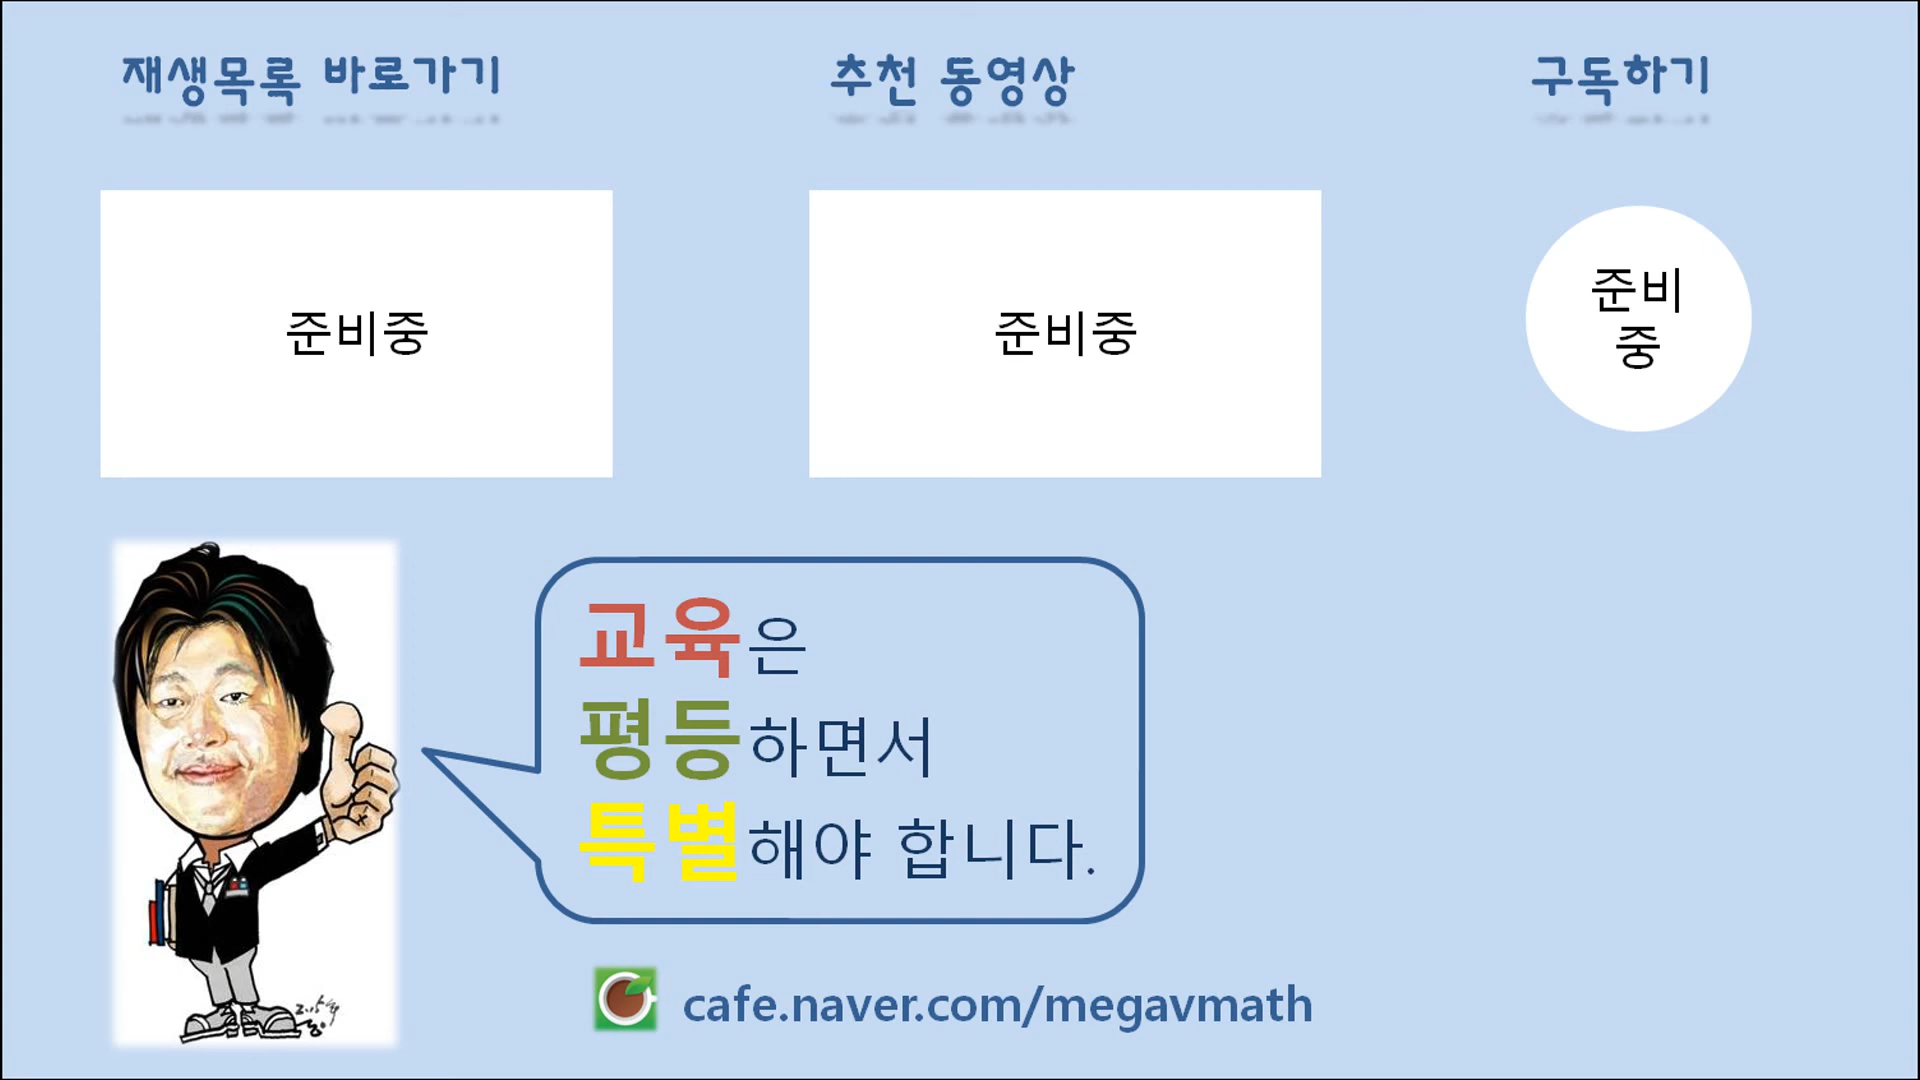 재생목록 바로가기
추천 동영상
구독하기
준비중
준비중
준비
중
교육은
평등하면서
특별해야 합니다.
cafe.naver.com/megavmath